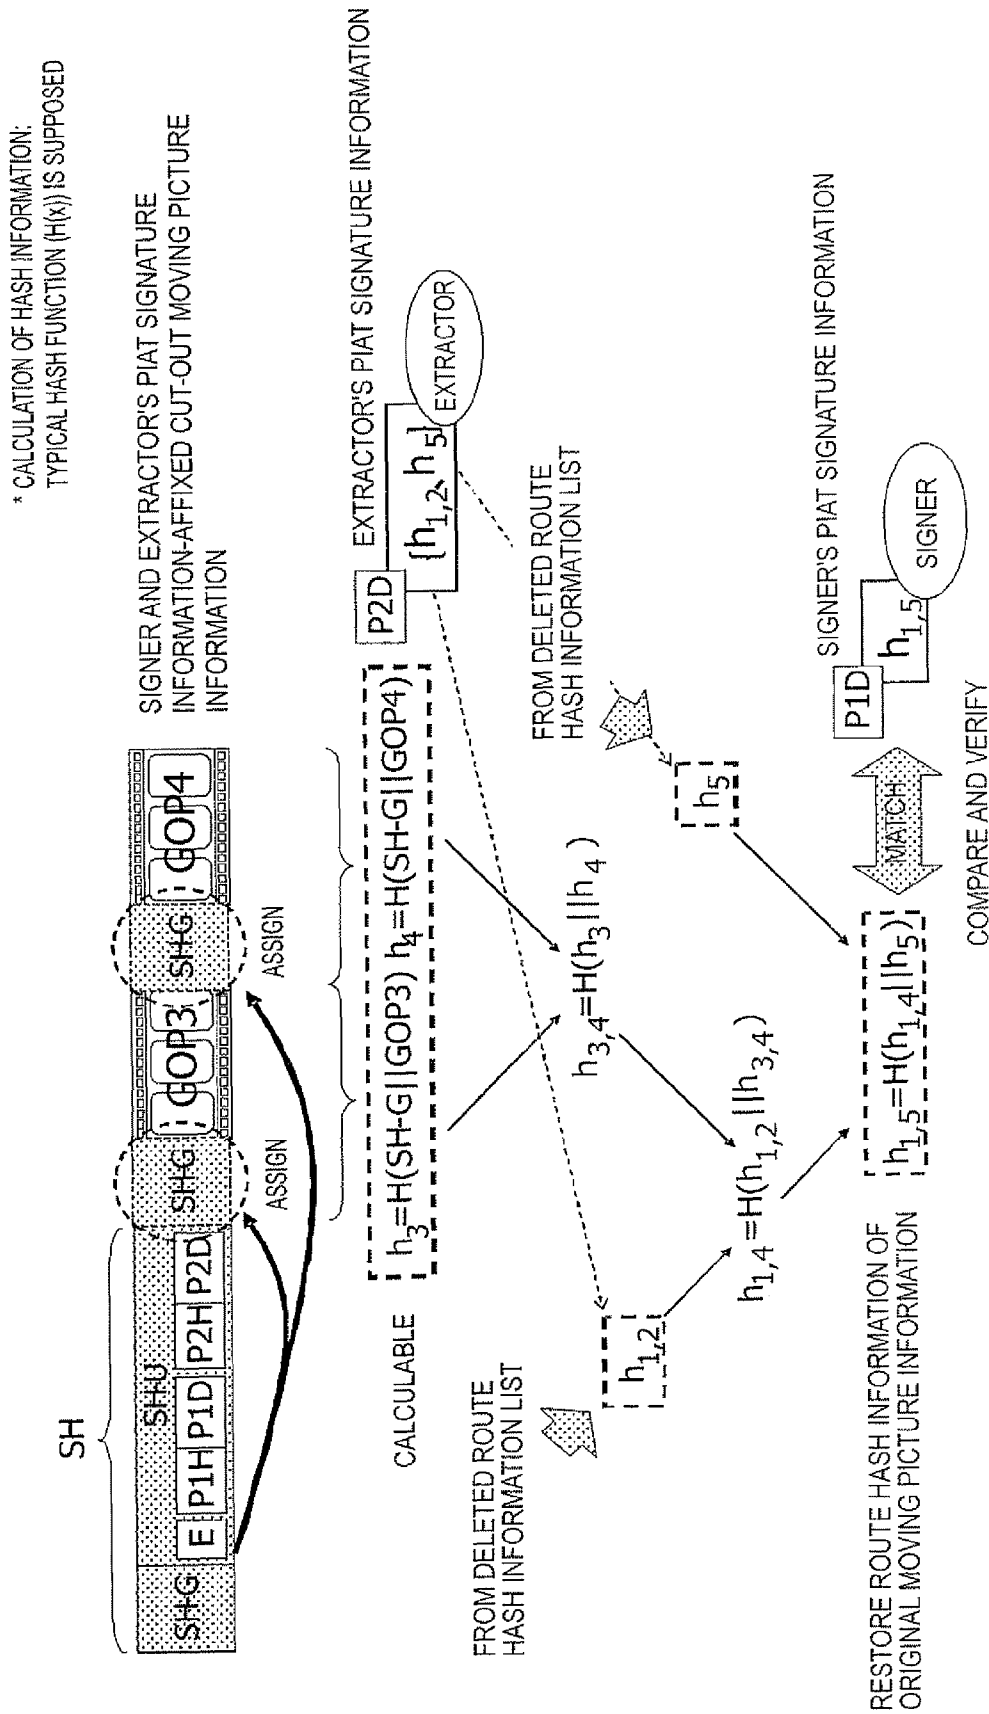 * CALCULATION OF HASH INFORMATION:
TYPICAL HASH FUNCTION (H(x)) IS SUPPOSED
SIGNER AND EXTRACTOR'S PIAT SIGNATURE
INFORMATION-AFFIXED CUT-OUT MOVING PICTURE
INFORMATION
SH
SH-G
SH-U
E P1H P1D P2H P2D
SH-G
GOP3
SH-G
GOP4
ASSIGN
ASSIGN
EXTRACTOR'S PIAT SIGNATURE INFORMATION
CALCULABLE
h3=H(SH-G||GOP3) h4=H(SH-G||GOP4)
P2D
{h1,2、h5}
EXTRACTOR
FROM DELETED ROUTE
HASH INFORMATION LIST
FROM DELETED ROUTE
HASH INFORMATION LIST
h1,2
h3,4=H(h3||h4)
h5
h1,4=H(h1,2||h3,4)
SIGNER'S PIAT SIGNATURE INFORMATION
RESTORE ROUTE HASH INFORMATION OF
ORIGINAL MOVING PICTURE INFORMATION
h1,5=H(h1,4||h5)
MATCH
P1D
h1,5
SIGNER
COMPARE AND VERIFY